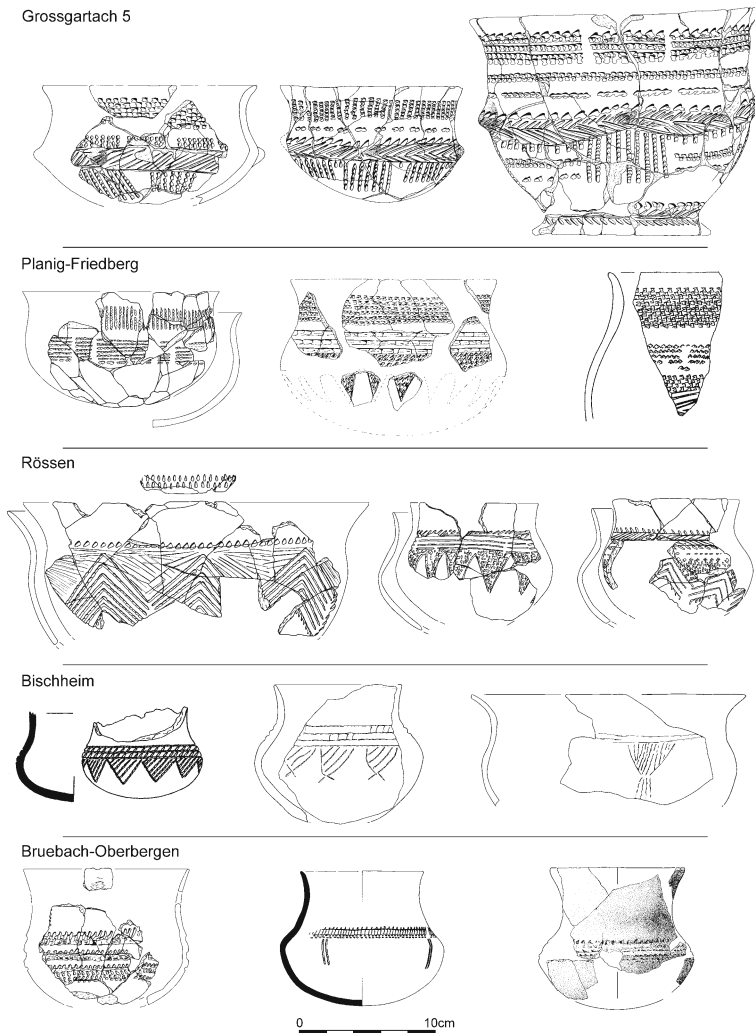 Grossgartach 5
Planig-Friedberg
Rössen
Bischheim
Bruebach-Oberbergen
0 10cm